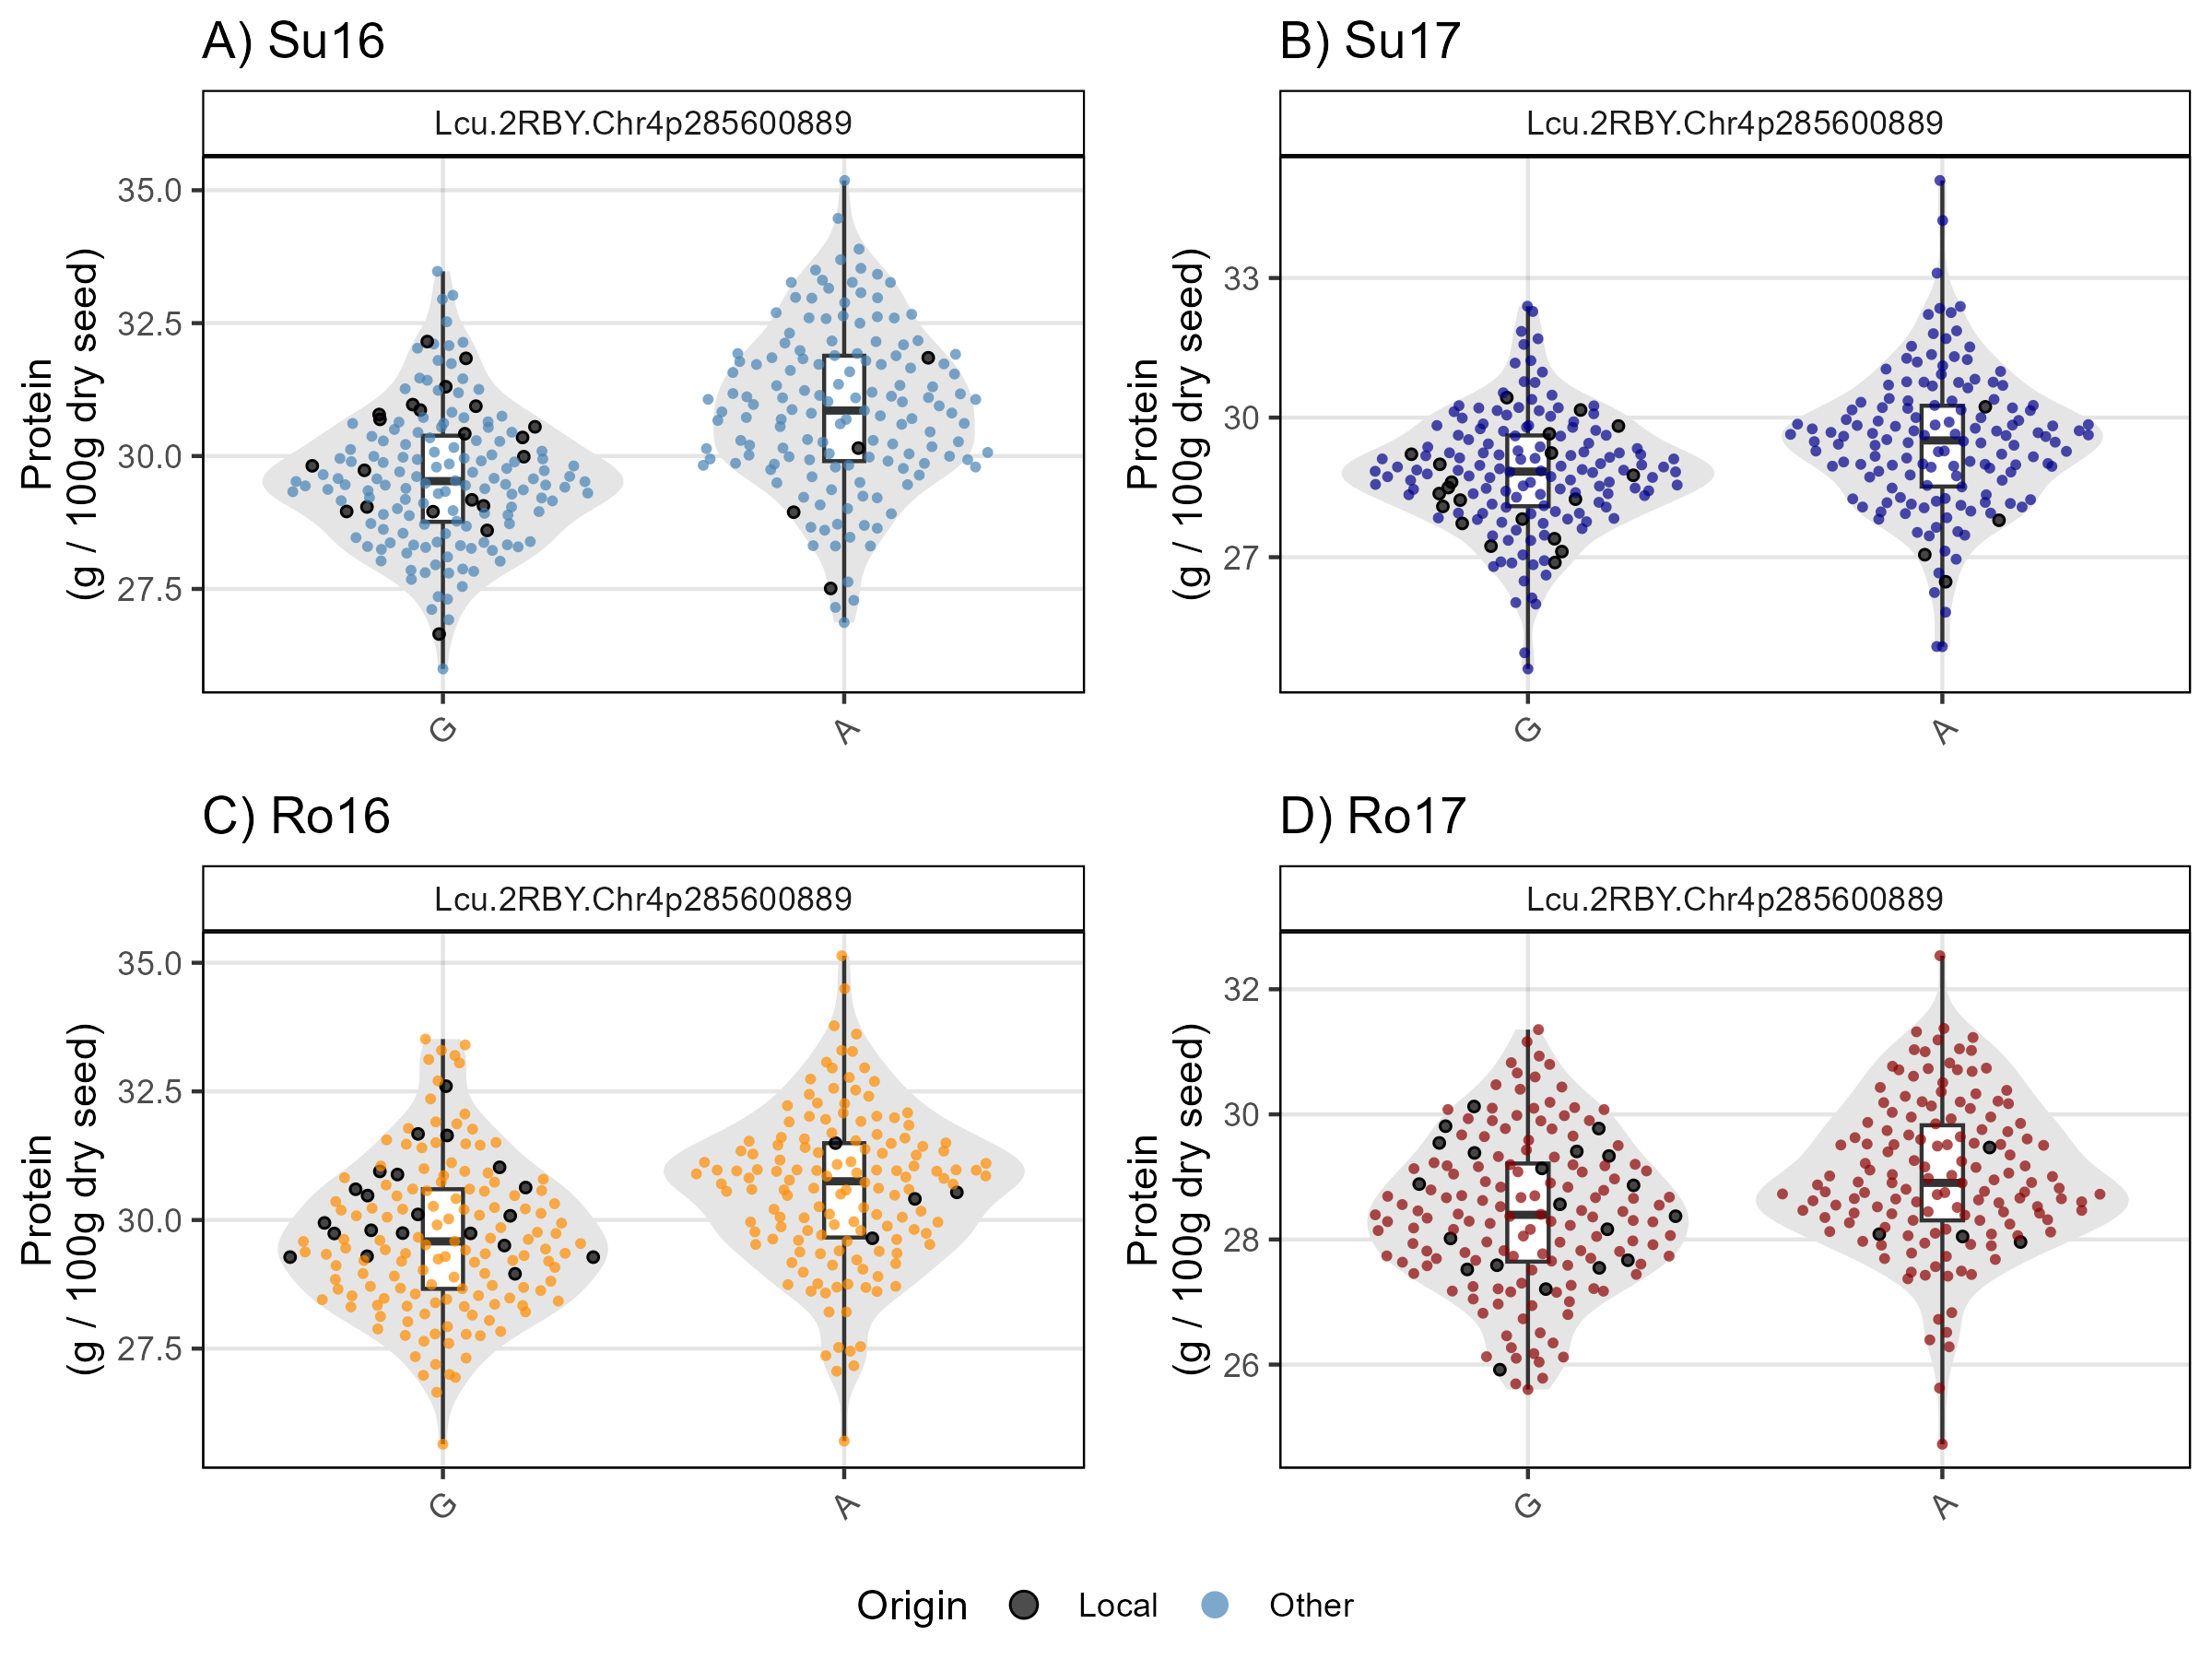 A) Su16
Lcu.2RBY.Chr4p285600889
Protein
(g / 100g dry seed)
35.0
32.5
30.0
27.5
G
A
B) Su17
Lcu.2RBY.Chr4p285600889
Protein
(g / 100g dry seed)
33
30
27
G
A
C) Ro16
Lcu.2RBY.Chr4p285600889
Protein
(g / 100g dry seed)
35.0
32.5
30.0
27.5
G
A
D) Ro17
Lcu.2RBY.Chr4p285600889
Protein
(g / 100g dry seed)
32
30
28
26
G
A
Origin Local Other